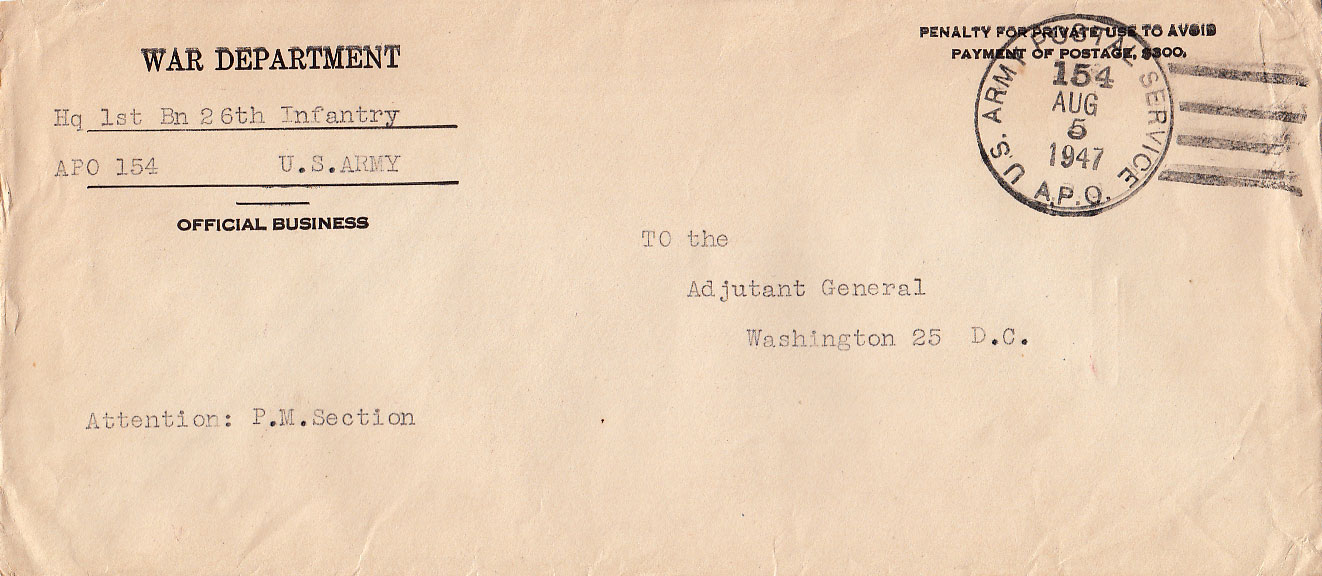 WAR DEPARTMENT
Hq 1st Bn 26th Infantry
APO 154 U.S.ARMY
OFFICIAL BUSINESS
PENALTY FOR PRIVATE USE TO AVOID
PAYMENT OF POSTAGE, $300.
U.S. ARMY POSTAL SERVICE
154
AUG
5
1947
A.P.O.
TO the
Adjutant General
Washington 25 D.C.
Attention: P.M.Section